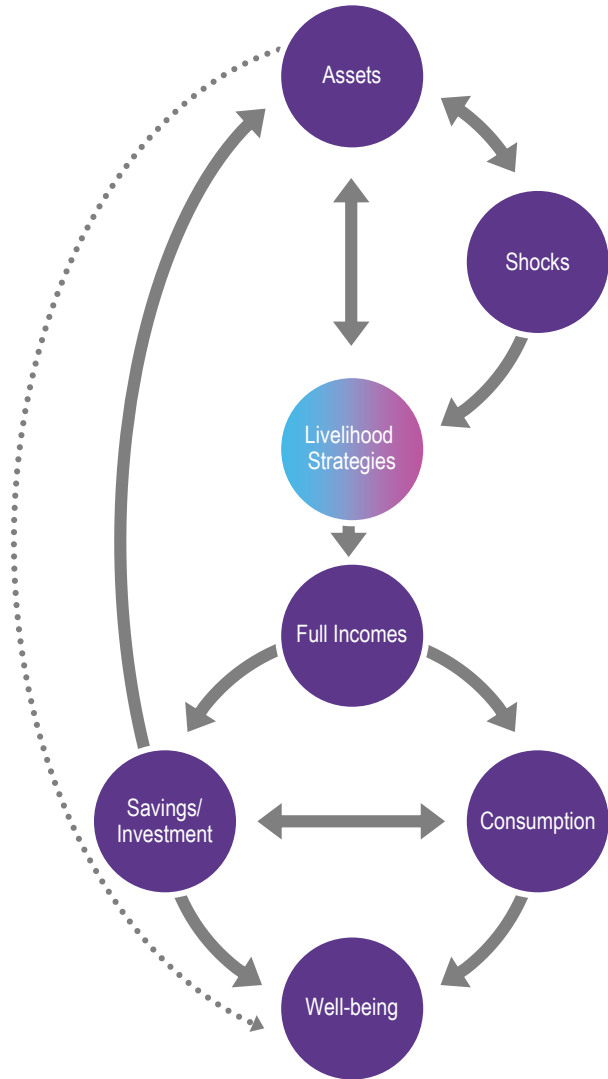 Assets
Shocks
Livelihood
Strategies
Full Incomes
Savings/
Investment
Consumption
Well-being